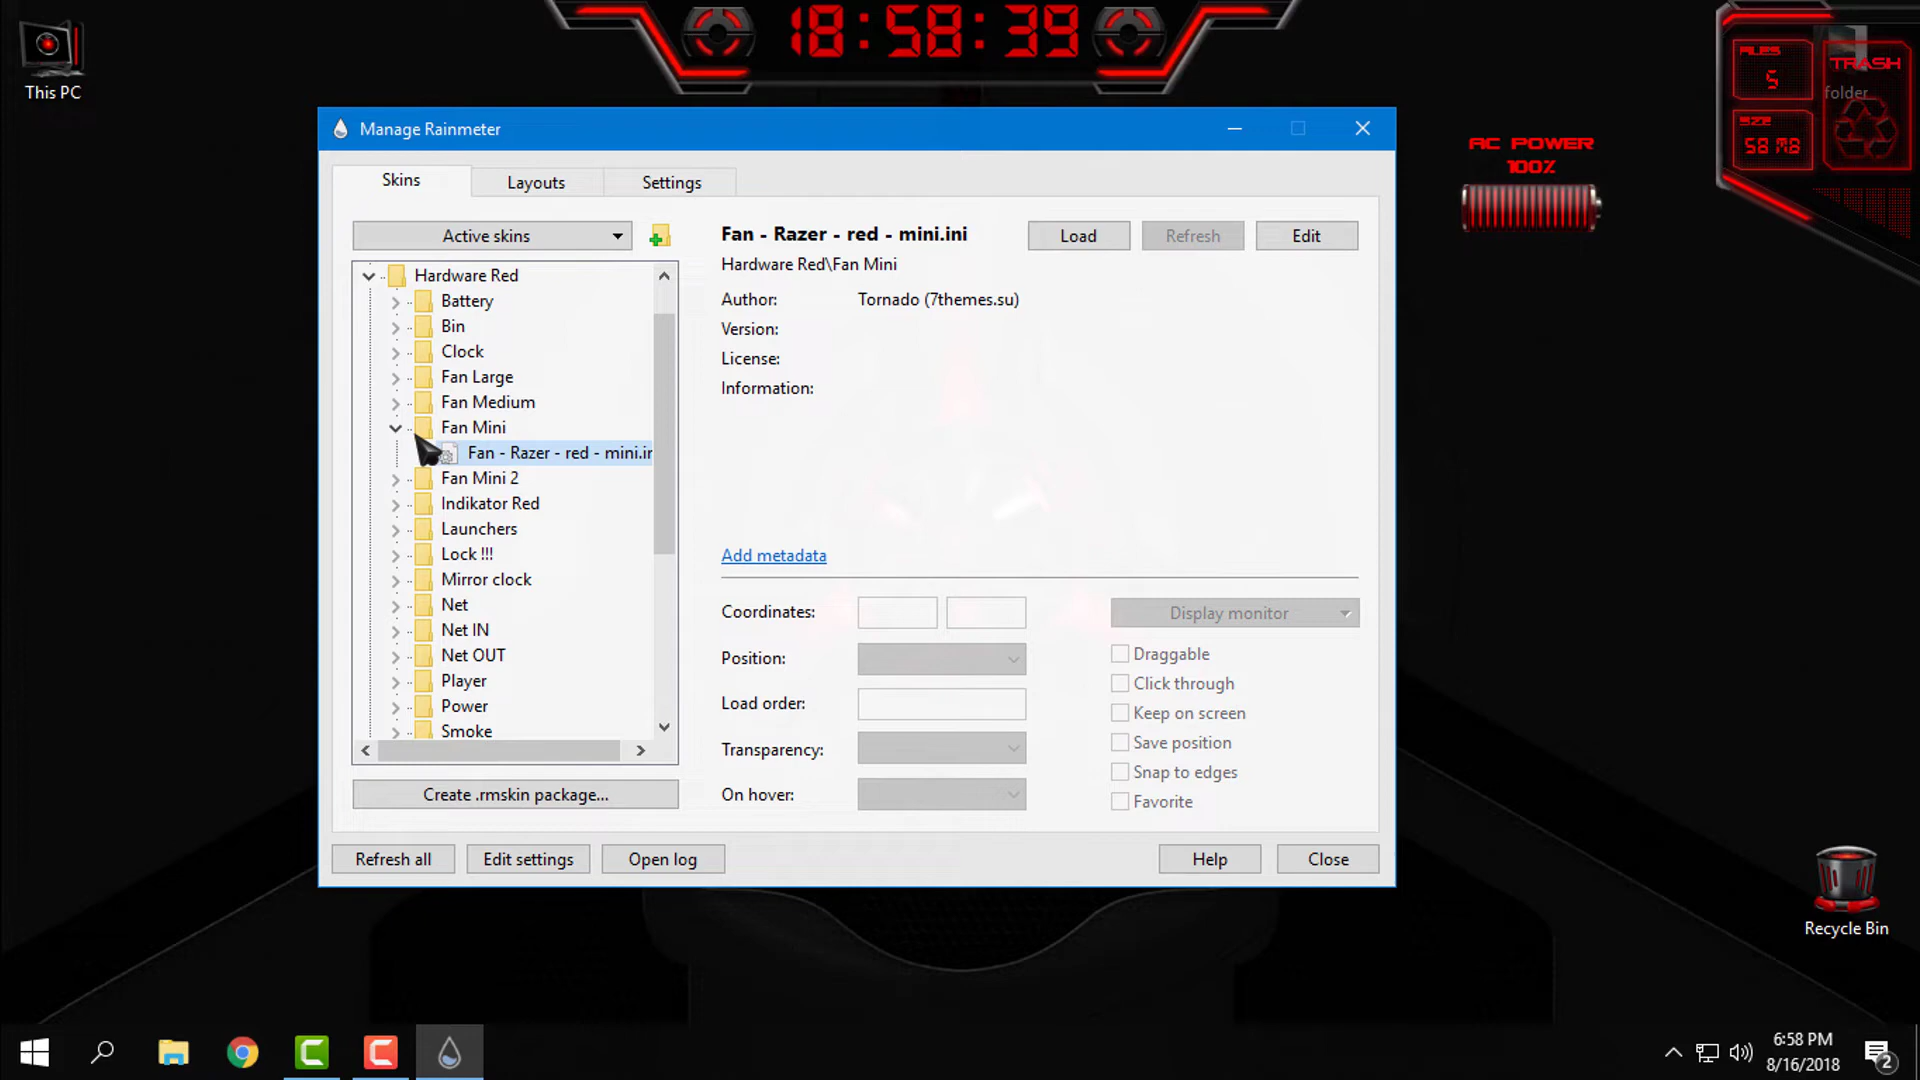 18:58:39
This PC
FILES
5
TRASH
folder
SIZE
58 MB
AC POWER
100%
Manage Rainmeter
Skins
Layouts
Settings
Active skins
Fan - Razer - red - mini.ini
Load
Refresh
Edit
Hardware Red\Fan Mini
Author: Tornado (7themes.su)
Version:
License:
Information:
Hardware Red
Battery
Bin
Clock
Fan Large
Fan Medium
Fan Mini
Fan - Razer - red - mini.in
Fan Mini 2
Indikator Red
Launchers
Lock !!!
Mirror clock
Net
Net IN
Net OUT
Player
Power
Smoke
Add metadata
Coordinates:
Display monitor
Position:
Draggable
Click through
Load order:
Keep on screen
Transparency:
Save position
Snap to edges
On hover:
Favorite
Create .rmskin package...
Refresh all
Edit settings
Open log
Help
Close
Recycle Bin
6:58 PM
8/16/2018
2